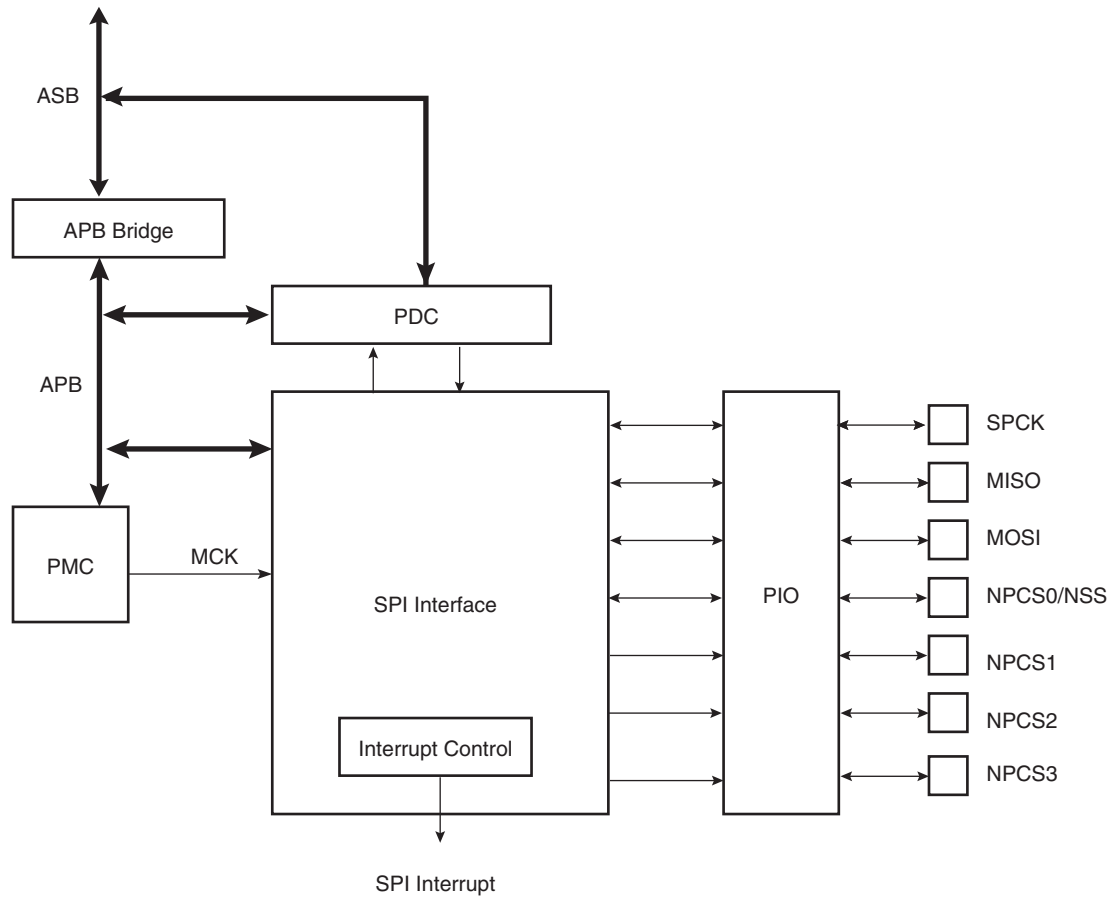 ASB
APB Bridge
PDC
APB
SPCK
MISO
MOSI
PMC
MCK
SPI Interface
PIO
NPCS0/NSS
NPCS1
NPCS2
Interrupt Control
NPCS3
SPI Interrupt